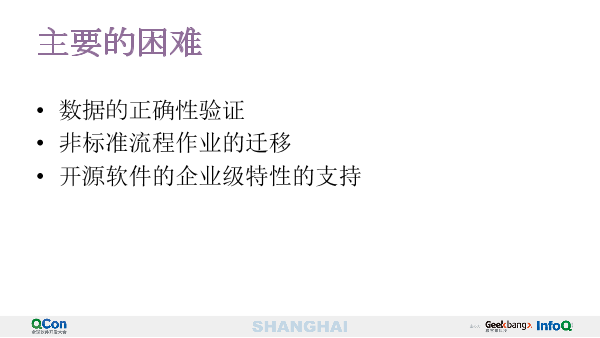 主要的困难
• 数据的正确性验证
• 非标准流程作业的迁移
• 开源软件的企业级特性的支持
QCon
全球软件开发大会
SHANGHAI
Geekbang>
InfoQ